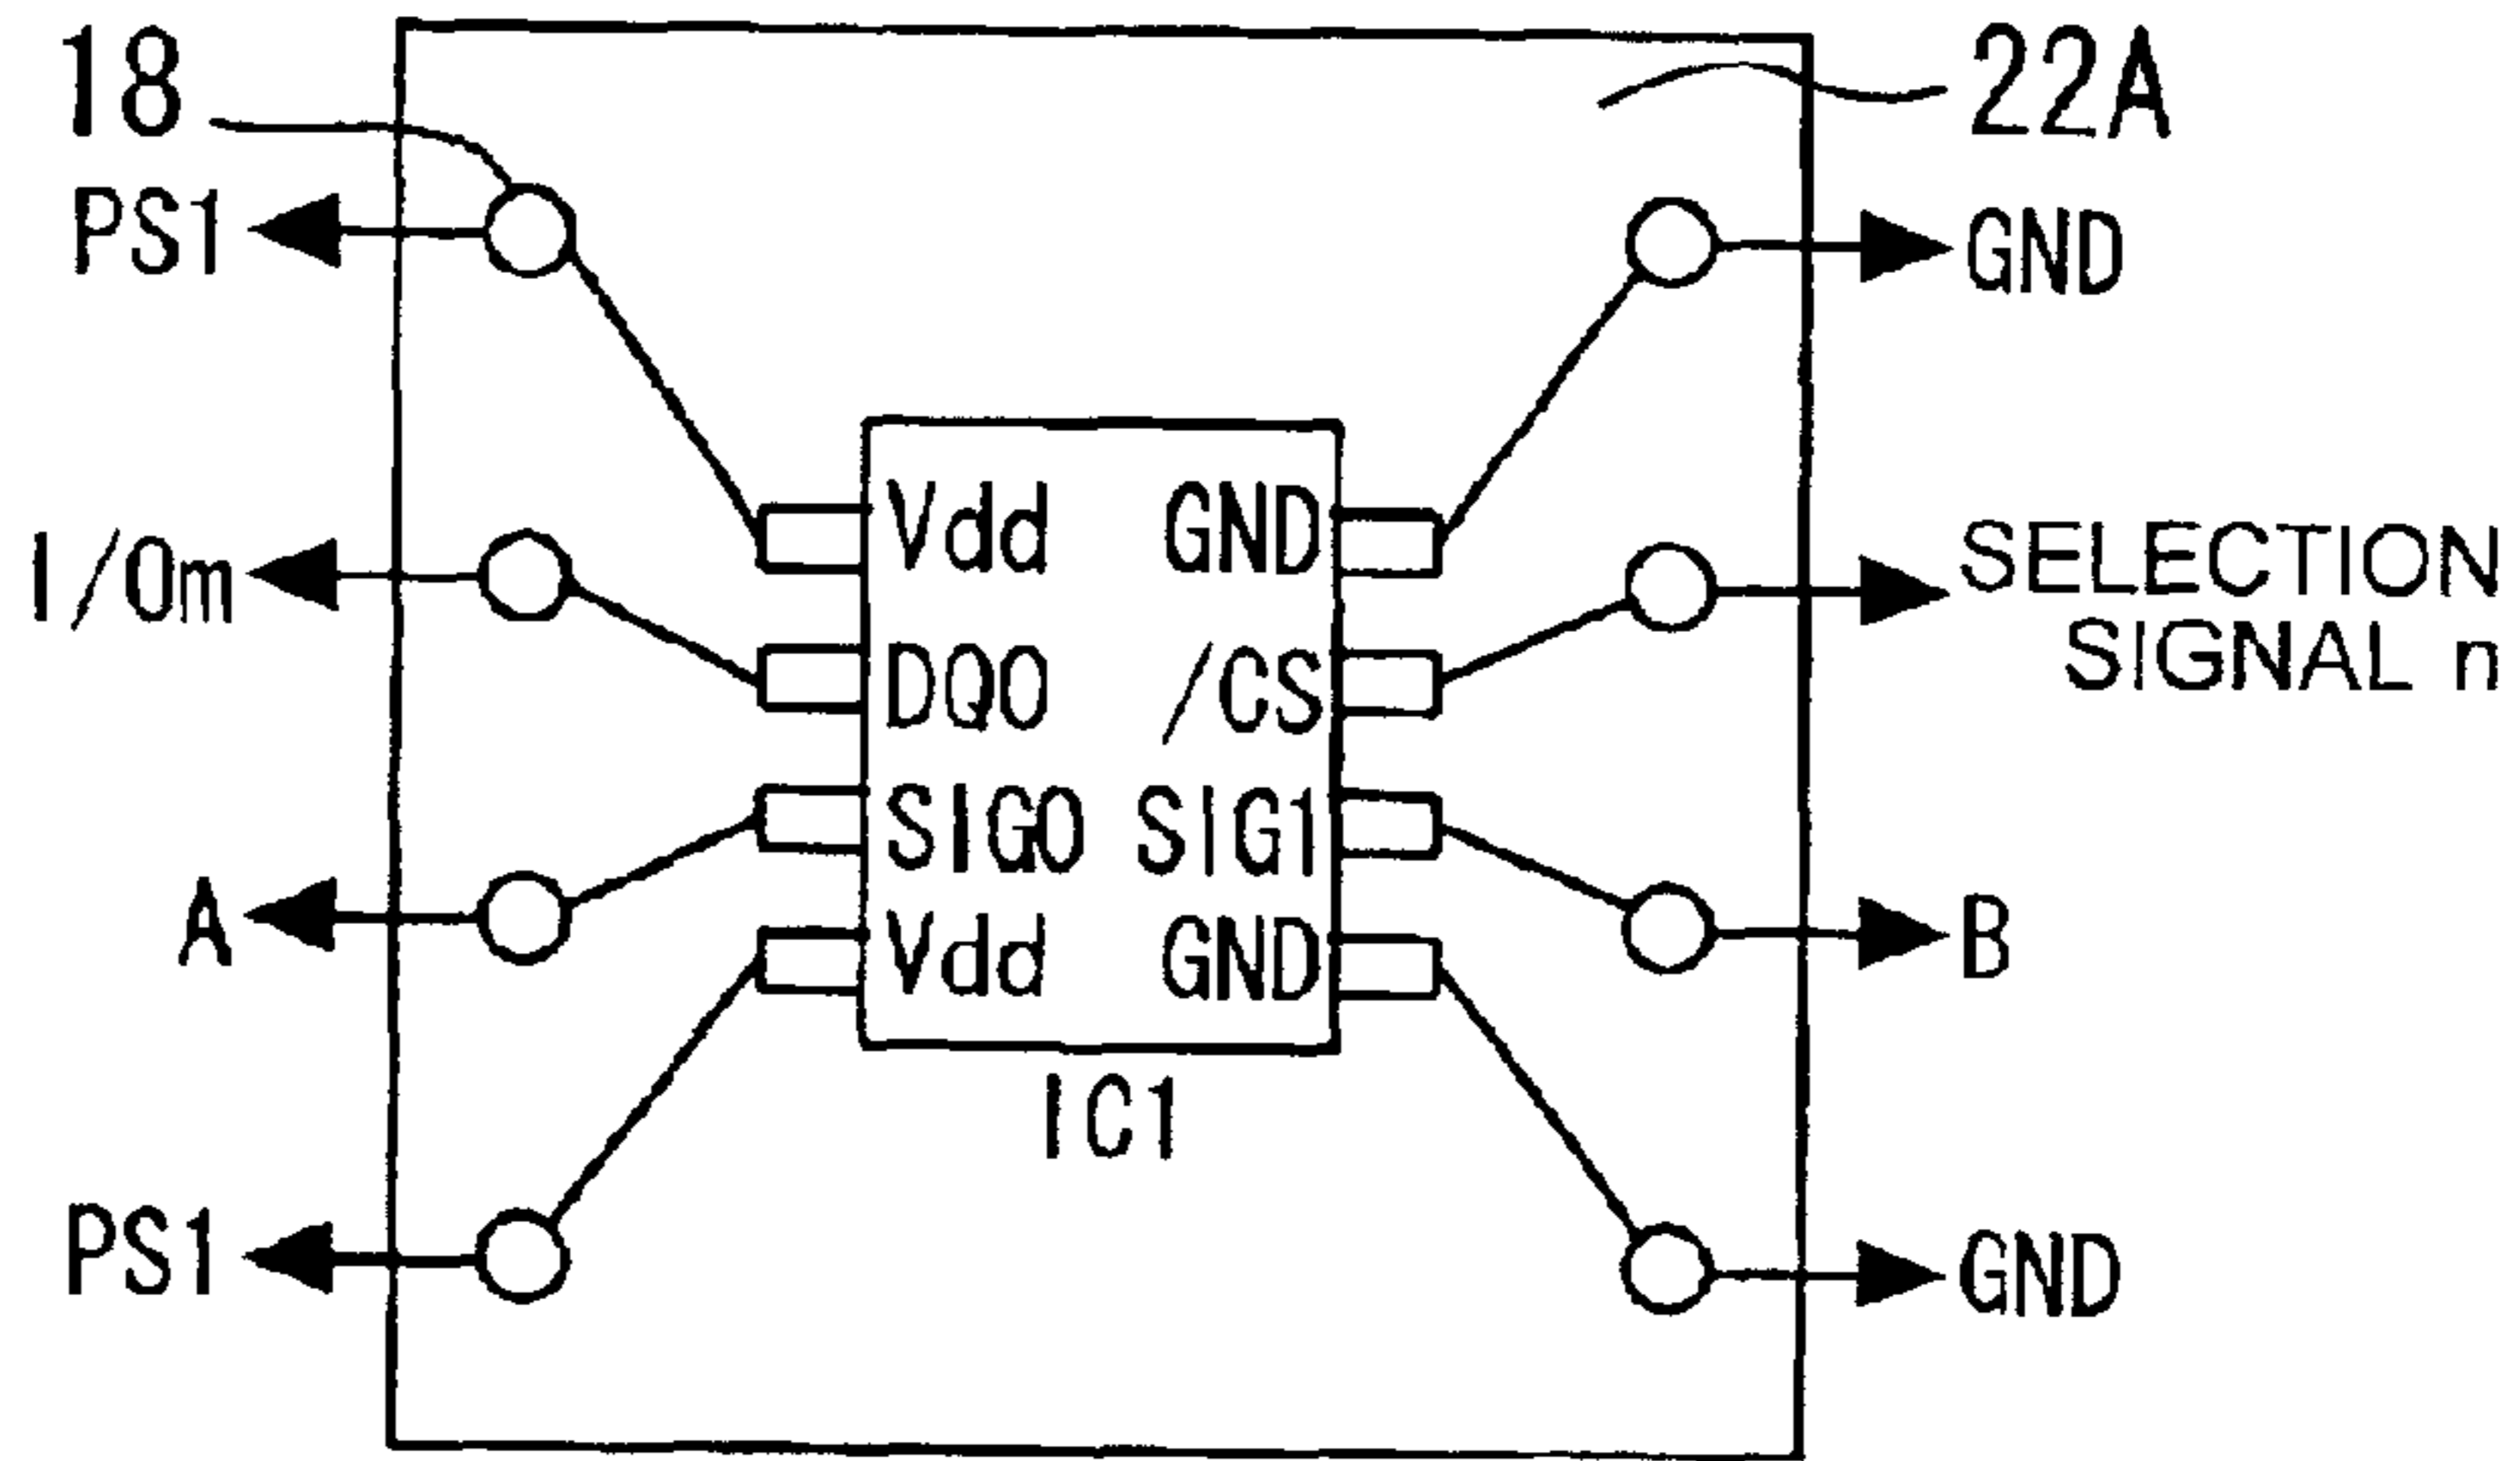 18
22A
PS1
GND
I/Om
SELECTION
SIGNAL n
Vdd GND
DQ0 /CS
SIG0 SIG1
Vdd GND
A
B
IC1
PS1
GND